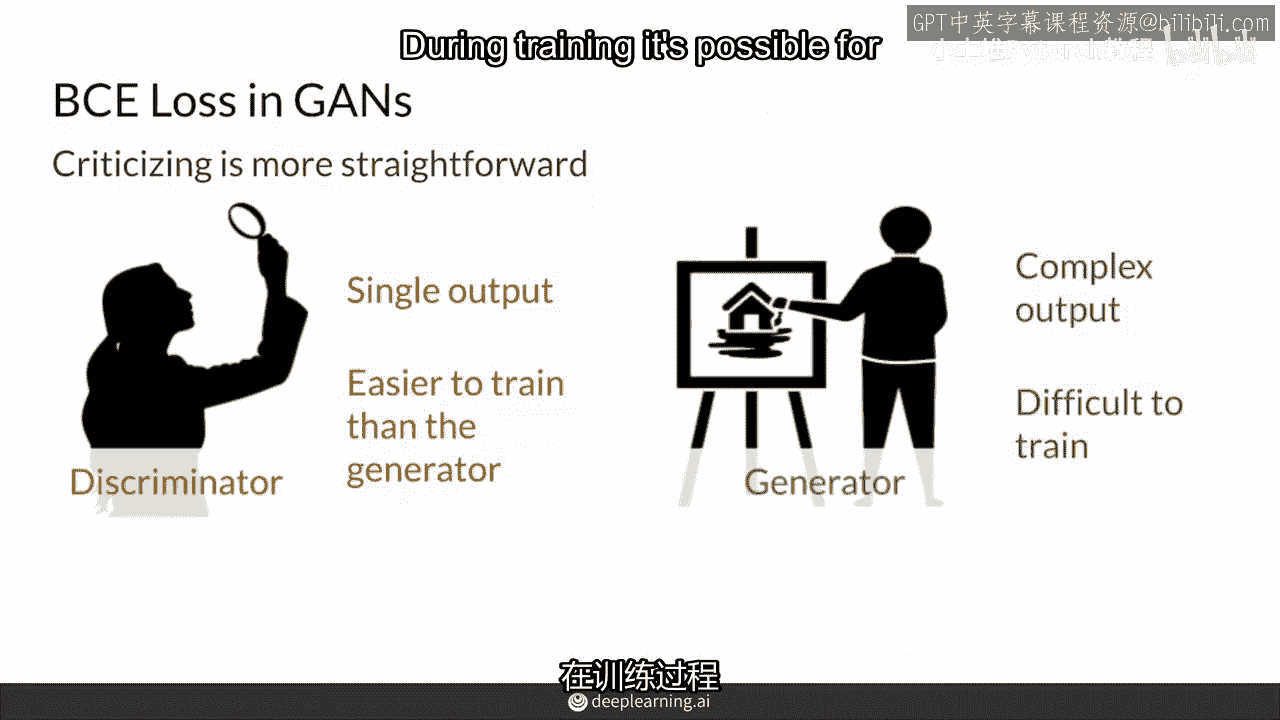 GPT中英字幕课程资源@bilibili.com
During training it's possible for
BCE Loss in GANs
Criticizing is more straightforward
Single output
Easier to train
than the
generator
Discriminator
Complex
output
Difficult to
train
Generator
在训练过程
deeplearning.ai